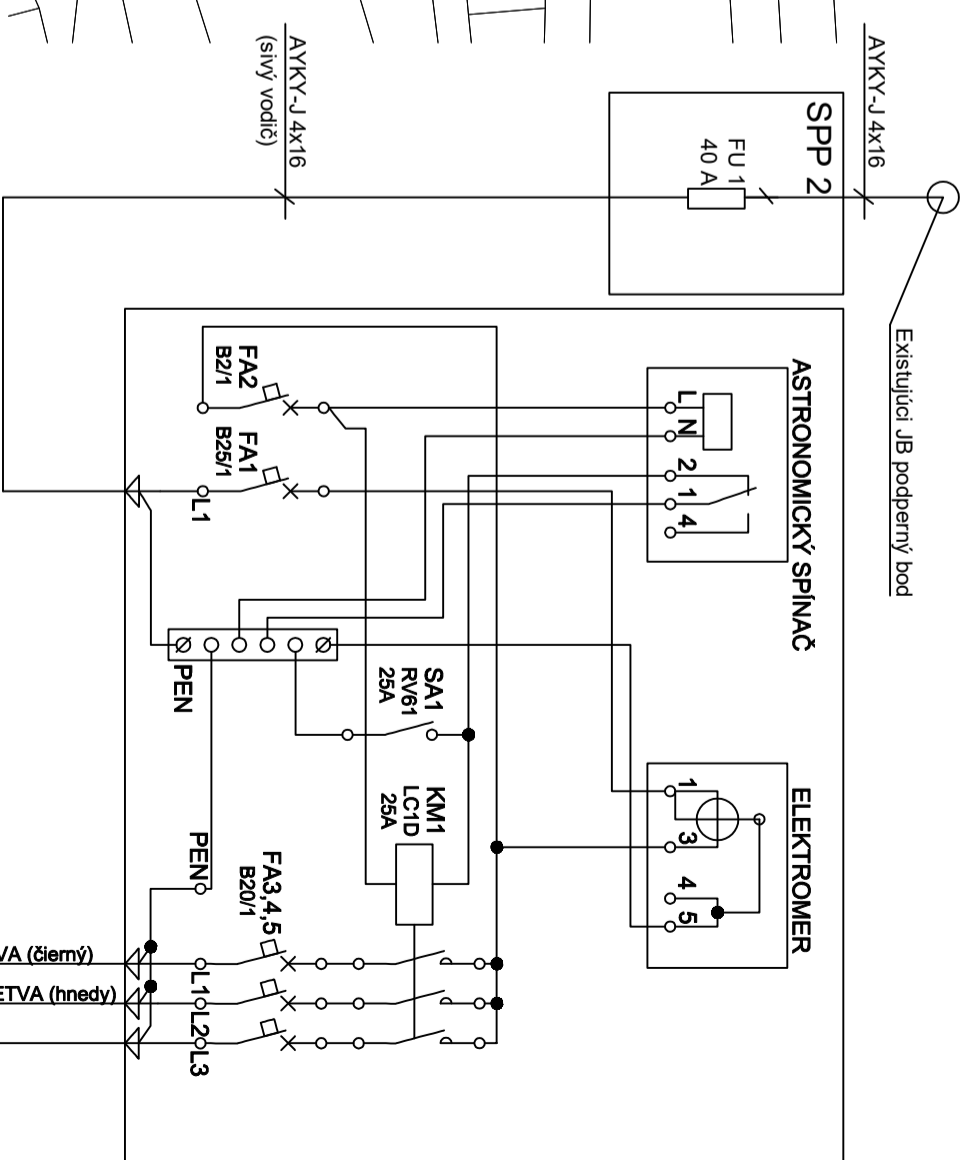 AYKY-J 4x16
AYKY-J 4x16
(sivý vodič)
SPP 2
FU 1
40 A
Existujúci JB podperný bod
ASTRONOMICKÝ SPÍNAČ
L
N
2
1
4
ELEKTROMER
1
3
4
5
FA2
B2/1
FA1
B25/1
L1
PEN
SA1
RV61
25A
KM1
LC1D
25A
PEN
FA3,4,5
B20/1
L1
L2
L3
VA (čierný)
ETVA (hnedy)